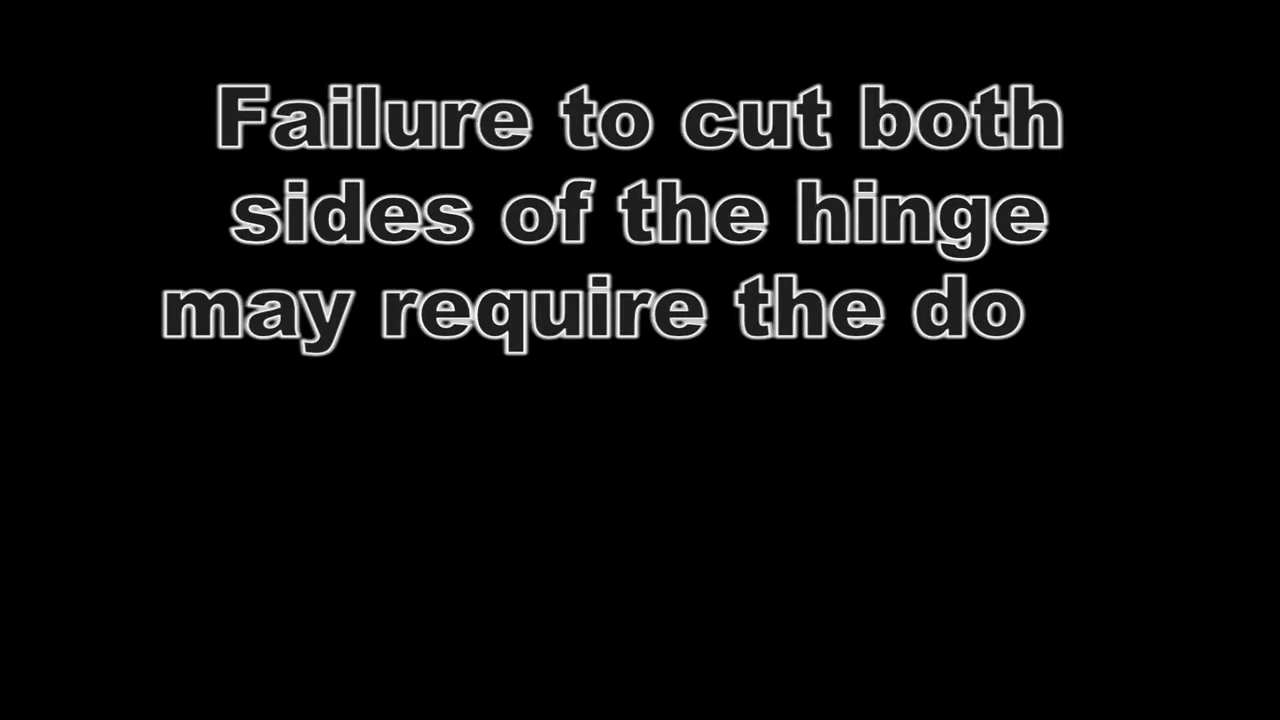 Failure to cut both
sides of the hinge
may require the do